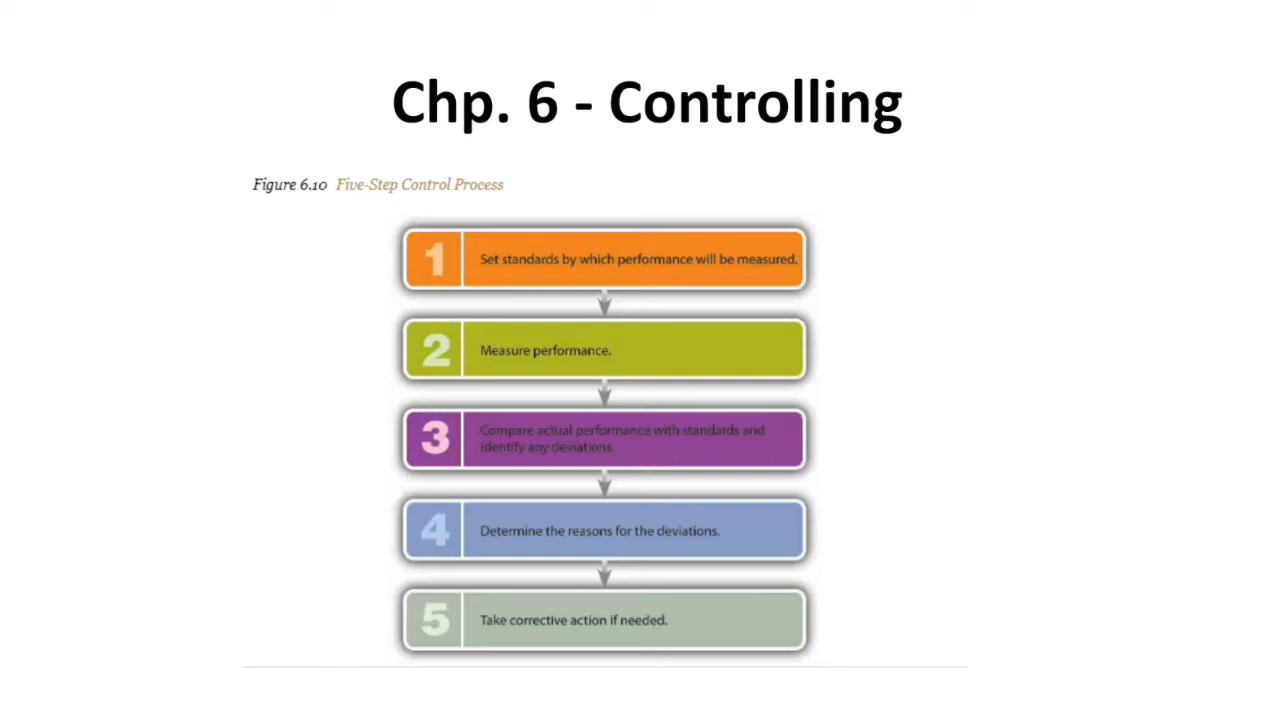 Chp. 6 - Controlling
Figure 6.10 Five-Step Control Process
1 Set standards by which performance will be measured.
2 Measure performance.
3 Compare actual performance with standards and
identify any deviations.
4 Determine the reasons for the deviations.
5 Take corrective action if needed.